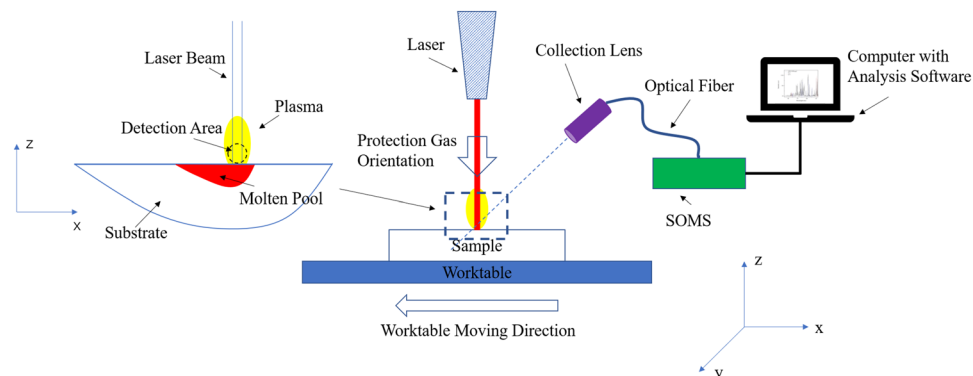 Laser Beam
Plasma
Detection Area
Z
X
Molten Pool
Substrate
Laser
Collection Lens
Optical Fiber
Computer with
Analysis Software
Protection Gas
Orientation
SOMS
Sample
Worktable
Worktable Moving Direction
z
x
y